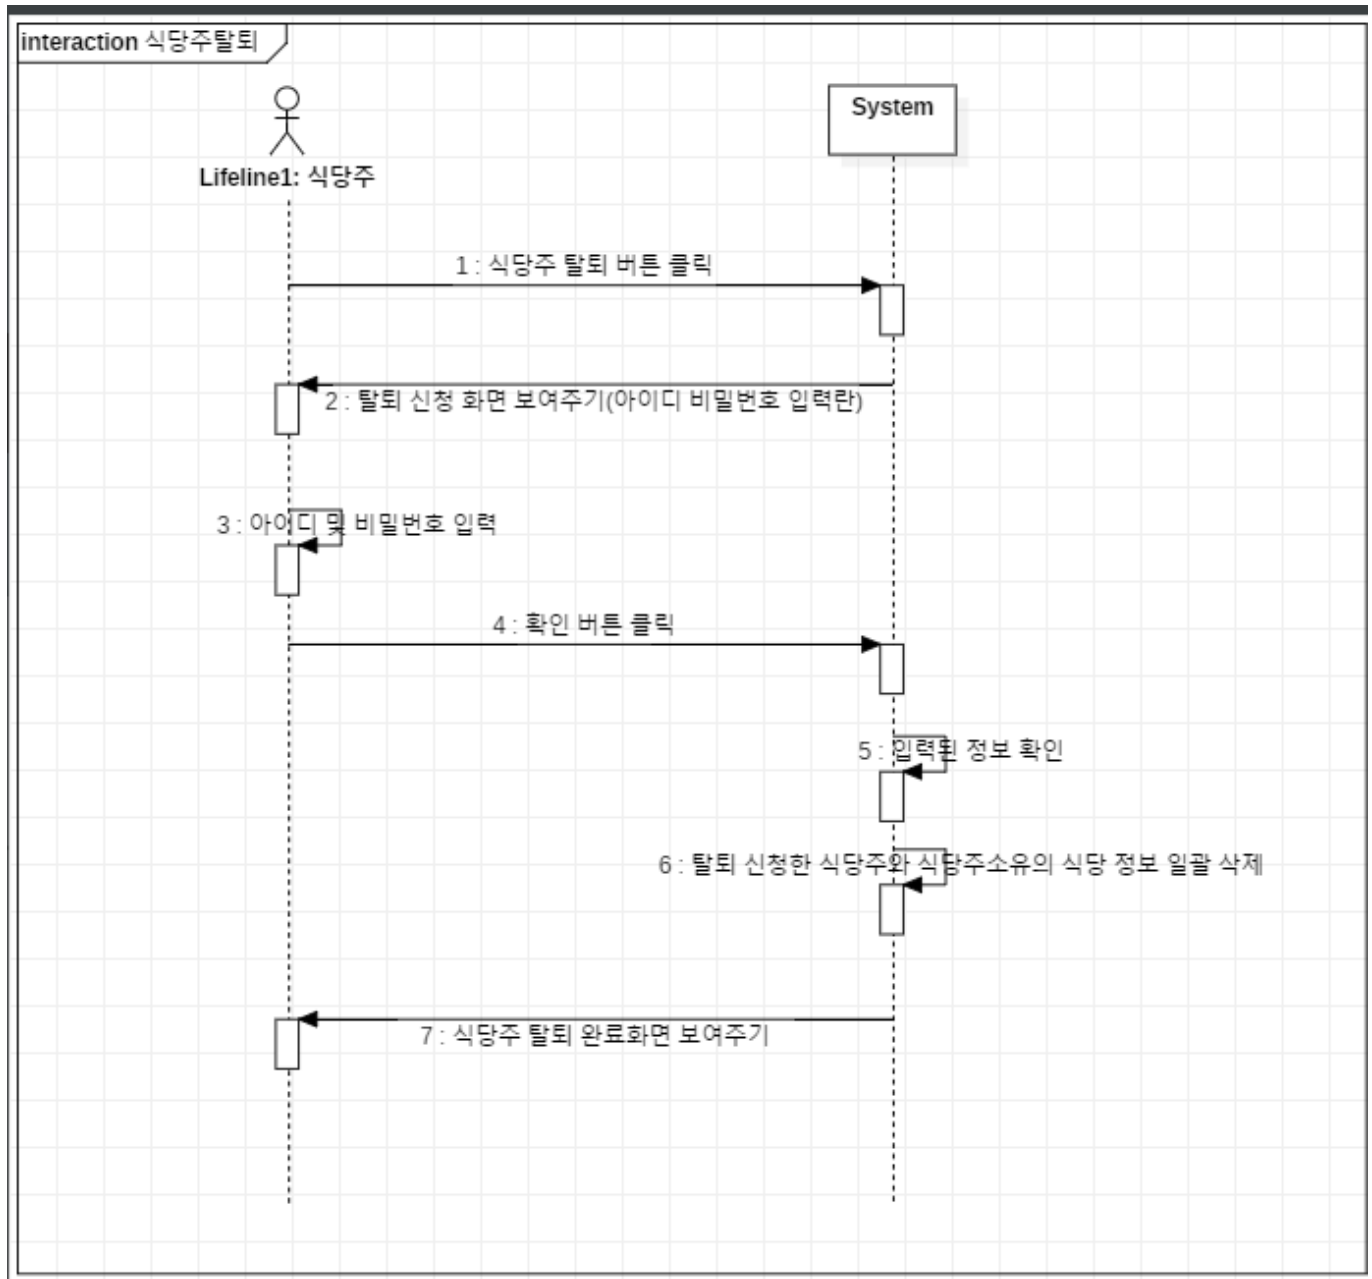 interaction 식당주탈퇴
System
Lifeline1: 식당주
1 : 식당주 탈퇴 버튼 클릭
2 : 탈퇴 신청 화면 보여주기(아이디 비밀번호 입력란)
3 : 아이디 및 비밀번호 입력
4 : 확인 버튼 클릭
5 : 입력된 정보 확인
6 : 탈퇴 신청한 식당주와 식당주소유의 식당 정보 일괄 삭제
7 : 식당주 탈퇴 완료화면 보여주기